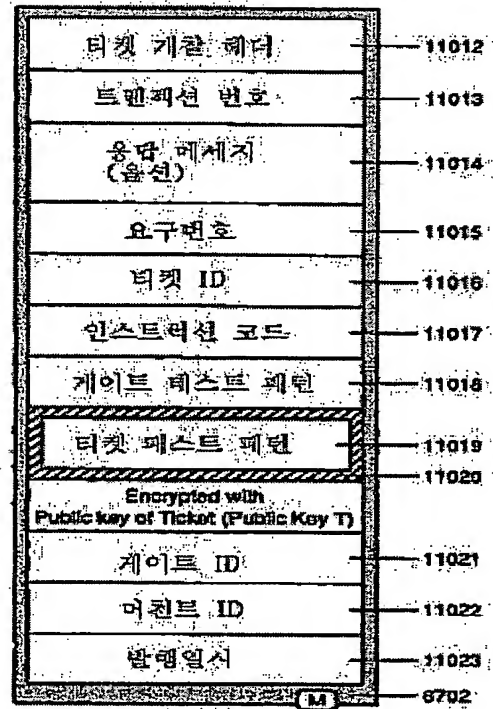 티켓 개찰 헤더 11012
트랜잭션 번호 11013
응답 메세지 11014
(옵션)
요구번호 11015
티켓 ID 11016
인스트럭션 코드 11017
게이트 테스트 패턴 11018
티켓 테스트 패턴 11019
11020
Encrypted with
Public key of Ticket (Public Key T)
게이트 ID 11021
머천트 ID 11022
발행일시 11023
M 8702